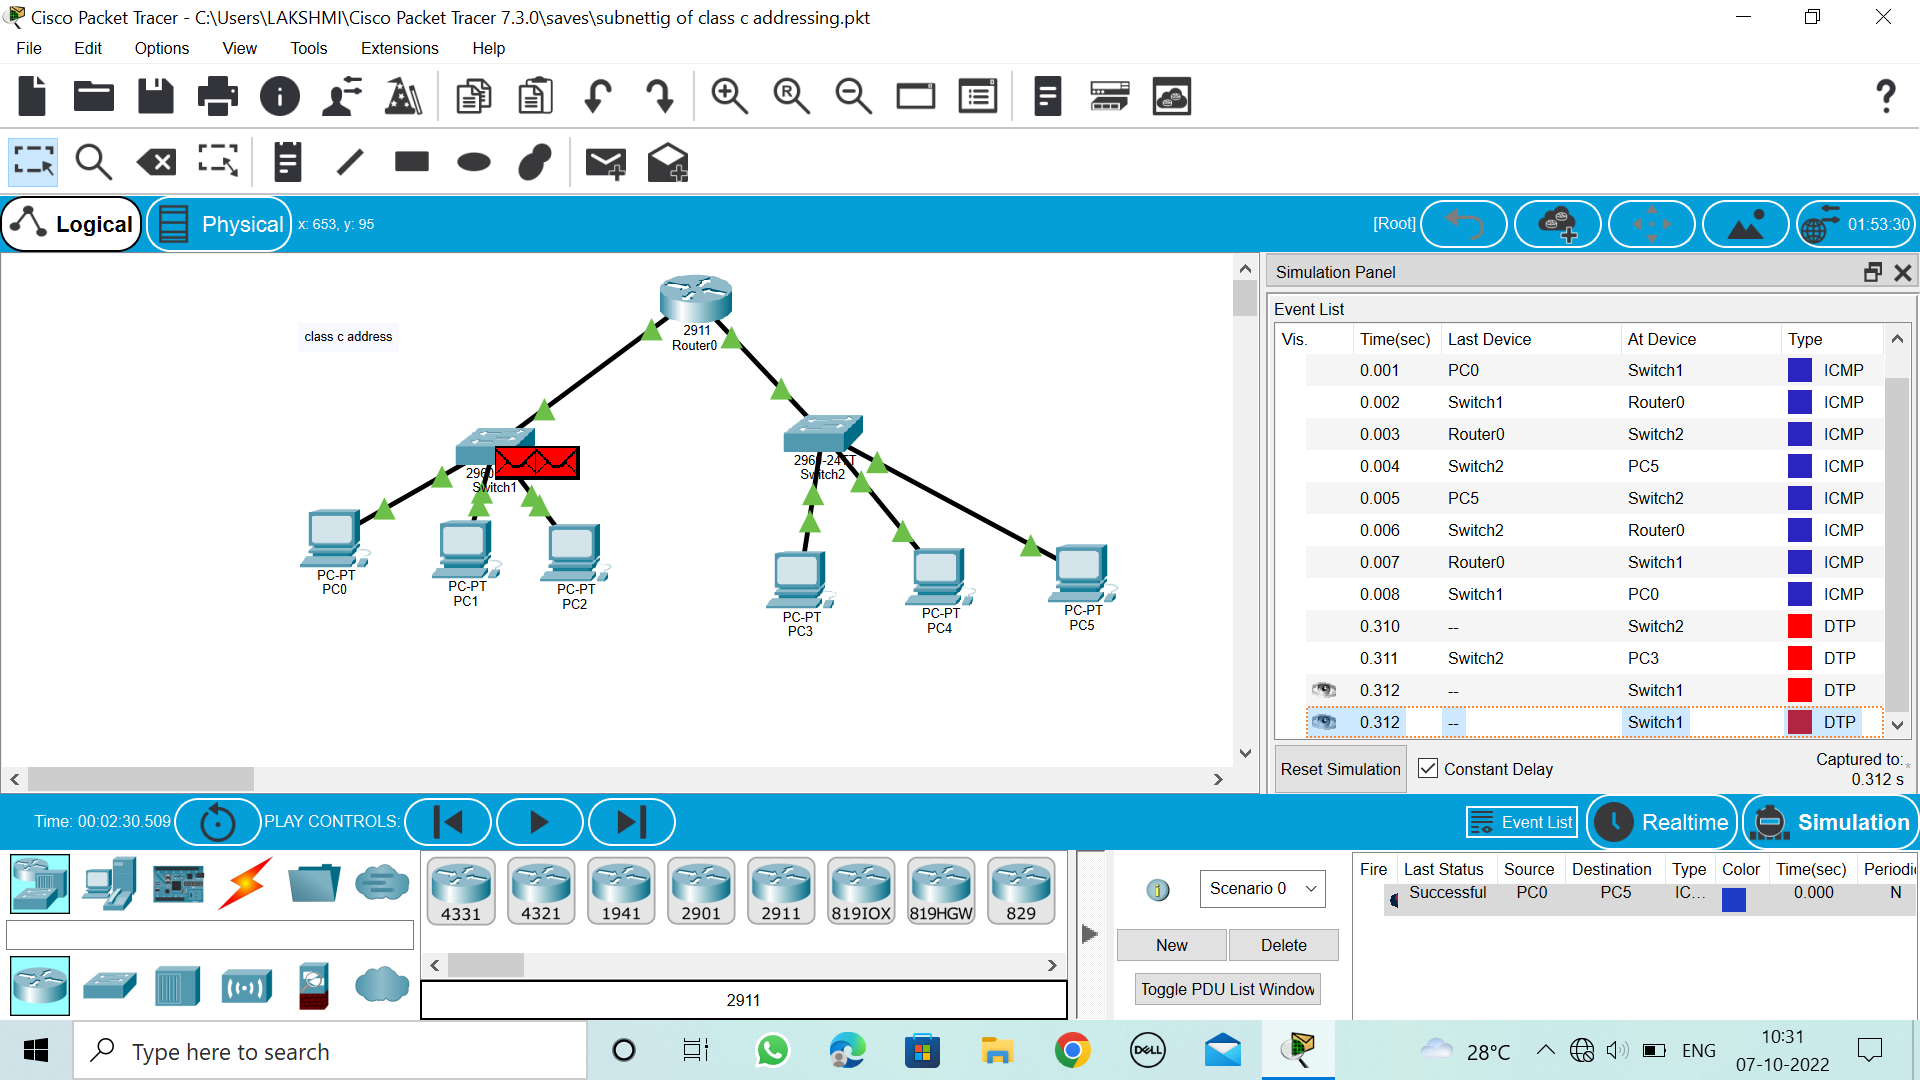 Cisco Packet Tracer - C:\Users\LAKSHMI\Cisco Packet Tracer 7.3.0\saves\subnettig of class c addressing.pkt
File Edit Options View Tools Extensions Help
Logical Physical x: 653, y: 95 [Root] 01:53:30
class c address
2911
Router0
Switch1
2960-24TT
Switch2
PC-PT
PC0
PC-PT
PC1
PC-PT
PC2
PC-PT
PC3
PC-PT
PC4
PC-PT
PC5
Simulation Panel
Event List
Vis. Time(sec) Last Device At Device Type
0.001 PC0 Switch1 ICMP
0.002 Switch1 Router0 ICMP
0.003 Router0 Switch2 ICMP
0.004 Switch2 PC5 ICMP
0.005 PC5 Switch2 ICMP
0.006 Switch2 Router0 ICMP
0.007 Router0 Switch1 ICMP
0.008 Switch1 PC0 ICMP
0.310 -- Switch2 DTP
0.311 Switch2 PC3 DTP
0.312 -- Switch1 DTP
0.312 -- Switch1 DTP
Reset Simulation Constant Delay Captured to:*
0.312 s
Time: 00:02:30.509 PLAY CONTROLS: Event List Realtime Simulation
4331 4321 1941 2901 2911 819IOX 819HGW 829
2911
Scenario 0
New Delete
Toggle PDU List Window
Fire Last Status Source Destination Type Color Time(sec) Periodic
Successful PC0 PC5 IC... 0.000 N
Type here to search
DELL
28°C ENG
10:31
07-10-2022